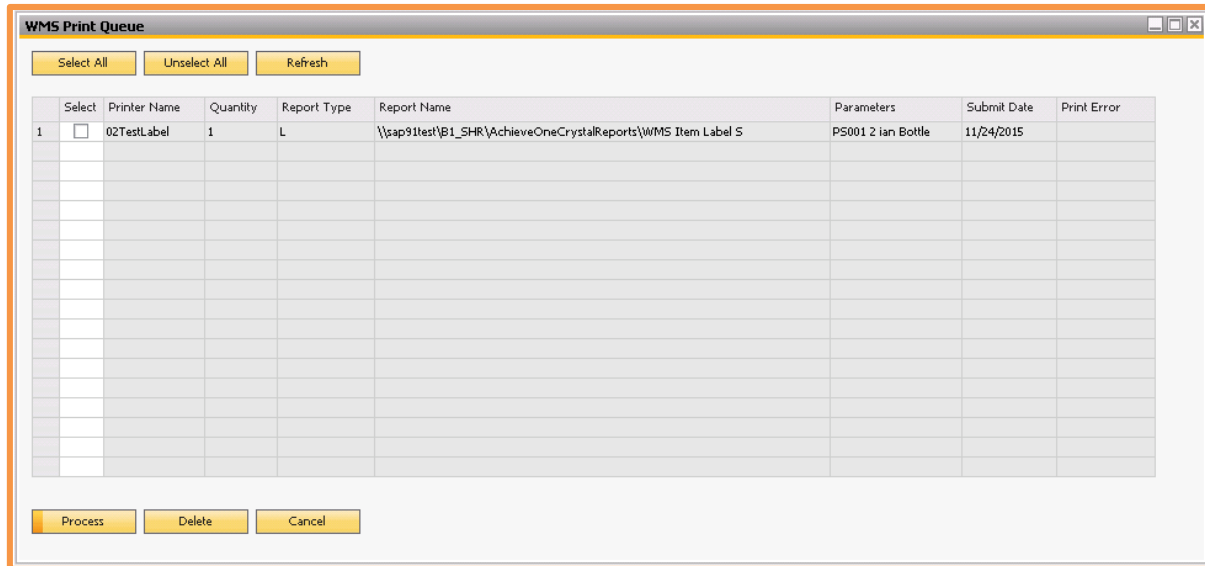 WMS Print Queue
Select All Unselect All Refresh
Select Printer Name Quantity Report Type Report Name Parameters Submit Date Print Error
1 02TestLabel 1 L \\sap91test\B1_SHR\AchieveOneCrystalReports\WMS Item Label S PS001 2 ian Bottle 11/24/2015
Process Delete Cancel